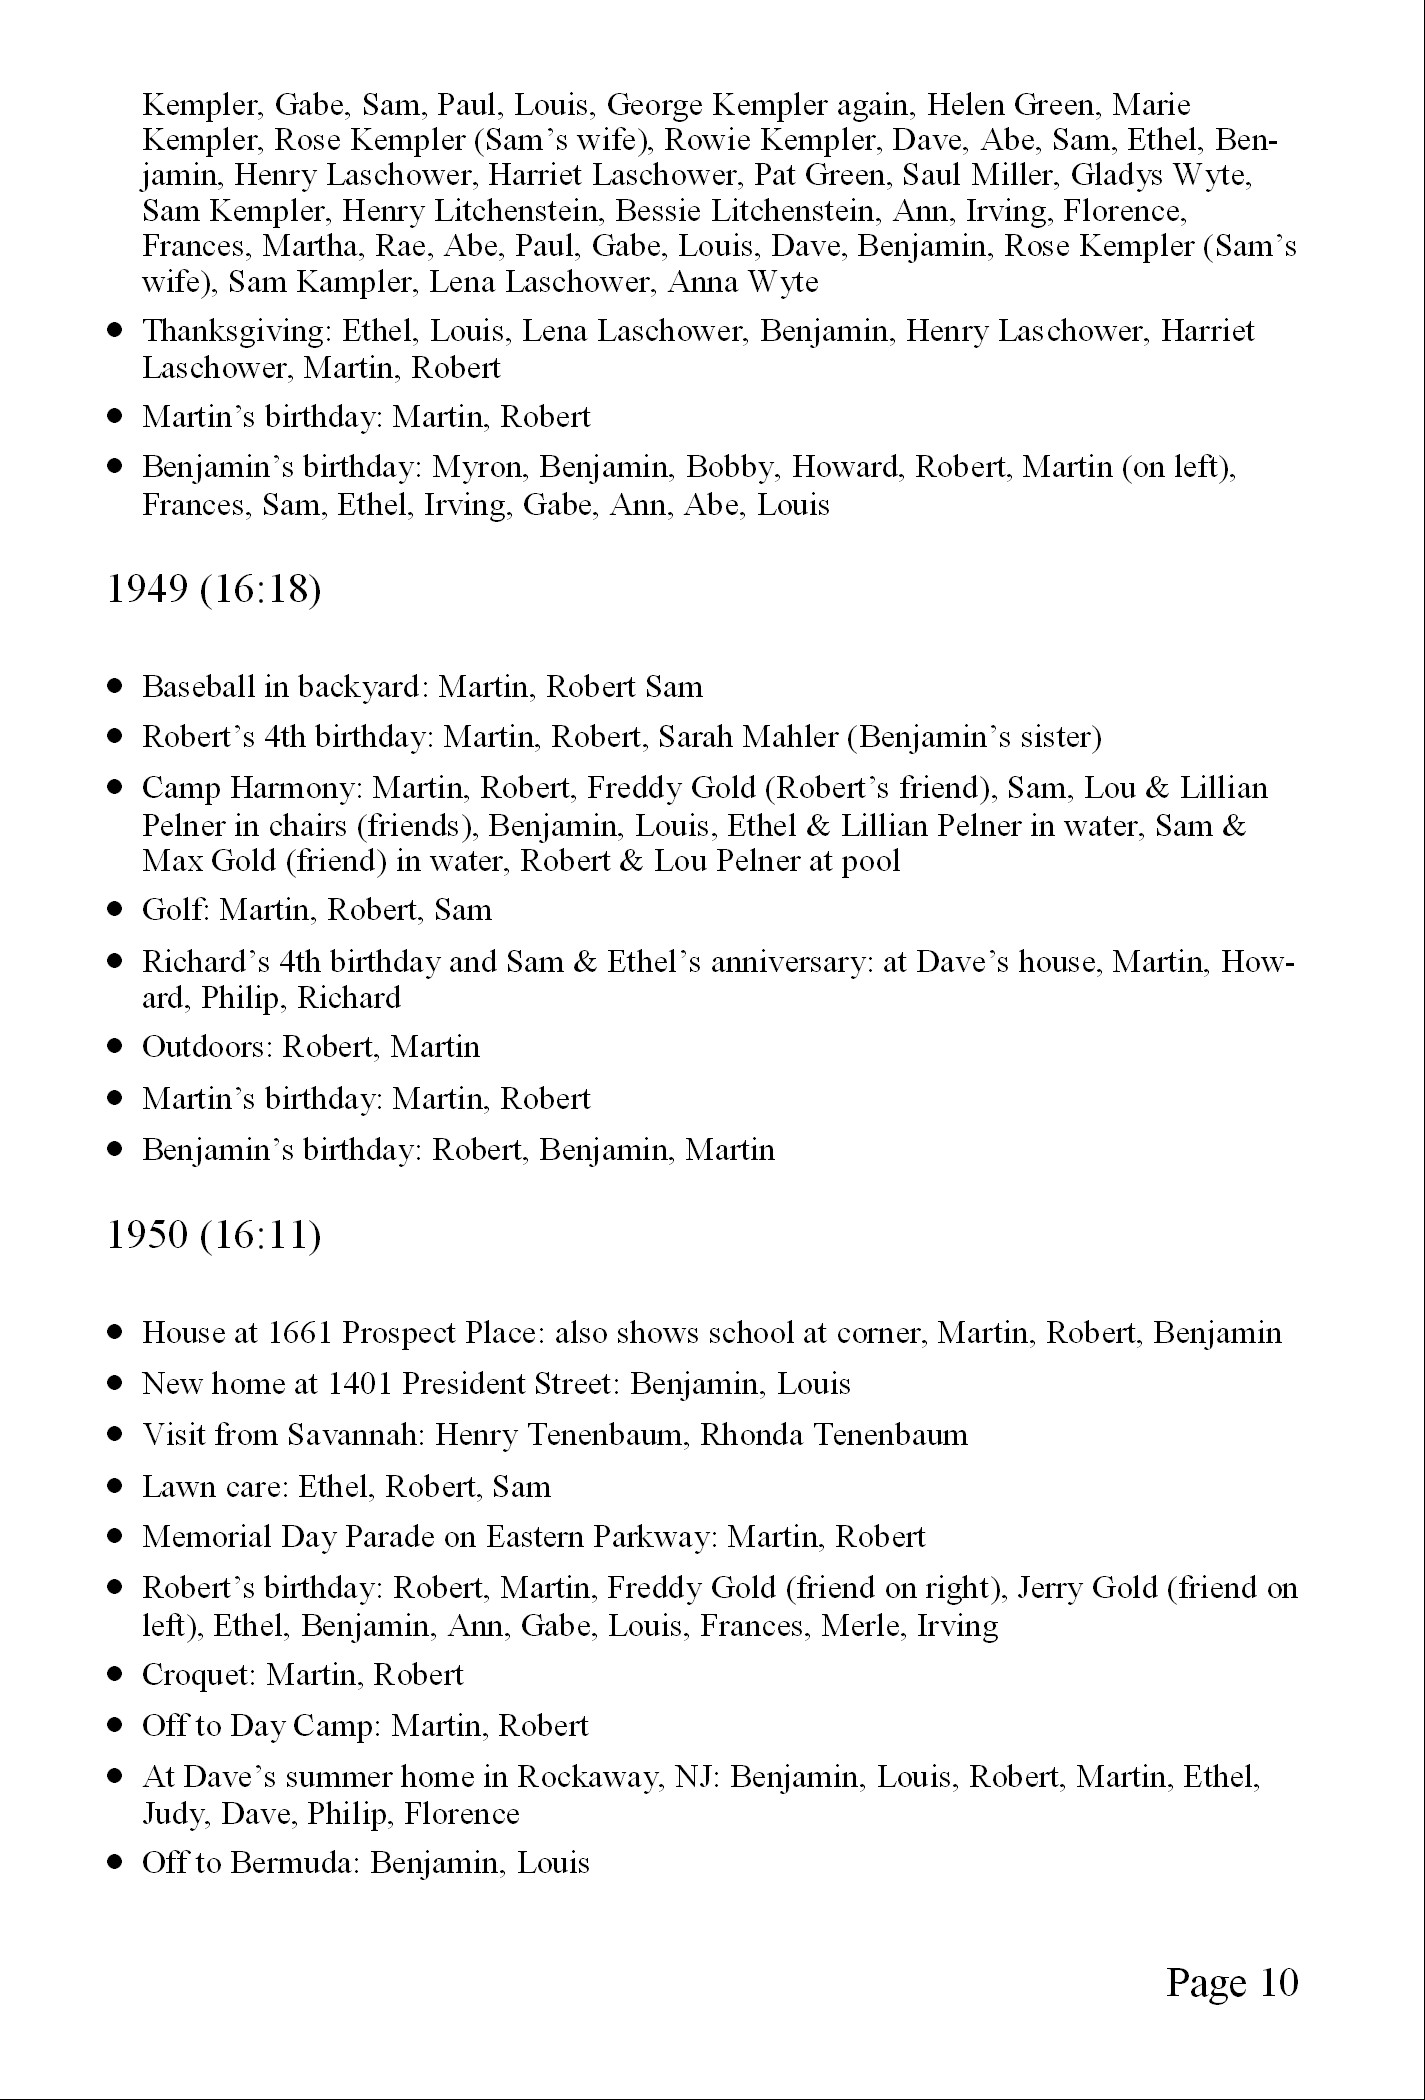 Kempler, Gabe, Sam, Paul, Louis, George Kempler again, Helen Green, Marie
Kempler, Rose Kempler (Sam’s wife), Rowie Kempler, Dave, Abe, Sam, Ethel, Ben-
jamin, Henry Laschower, Harriet Laschower, Pat Green, Saul Miller, Gladys Wyte,
Sam Kempler, Henry Litchenstein, Bessie Litchenstein, Ann, Irving, Florence,
Frances, Martha, Rae, Abe, Paul, Gabe, Louis, Dave, Benjamin, Rose Kempler (Sam’s
wife), Sam Kampler, Lena Laschower, Anna Wyte
● Thanksgiving: Ethel, Louis, Lena Laschower, Benjamin, Henry Laschower, Harriet
Laschower, Martin, Robert
● Martin’s birthday: Martin, Robert
● Benjamin’s birthday: Myron, Benjamin, Bobby, Howard, Robert, Martin (on left),
Frances, Sam, Ethel, Irving, Gabe, Ann, Abe, Louis
1949 (16:18)
● Baseball in backyard: Martin, Robert Sam
● Robert’s 4th birthday: Martin, Robert, Sarah Mahler (Benjamin’s sister)
● Camp Harmony: Martin, Robert, Freddy Gold (Robert’s friend), Sam, Lou & Lillian
Pelner in chairs (friends), Benjamin, Louis, Ethel & Lillian Pelner in water, Sam &
Max Gold (friend) in water, Robert & Lou Pelner at pool
● Golf: Martin, Robert, Sam
● Richard’s 4th birthday and Sam & Ethel’s anniversary: at Dave’s house, Martin, How-
ard, Philip, Richard
● Outdoors: Robert, Martin
● Martin’s birthday: Martin, Robert
● Benjamin’s birthday: Robert, Benjamin, Martin
1950 (16:11)
● House at 1661 Prospect Place: also shows school at corner, Martin, Robert, Benjamin
● New home at 1401 President Street: Benjamin, Louis
● Visit from Savannah: Henry Tenenbaum, Rhonda Tenenbaum
● Lawn care: Ethel, Robert, Sam
● Memorial Day Parade on Eastern Parkway: Martin, Robert
● Robert’s birthday: Robert, Martin, Freddy Gold (friend on right), Jerry Gold (friend on
left), Ethel, Benjamin, Ann, Gabe, Louis, Frances, Merle, Irving
● Croquet: Martin, Robert
● Off to Day Camp: Martin, Robert
● At Dave’s summer home in Rockaway, NJ: Benjamin, Louis, Robert, Martin, Ethel,
Judy, Dave, Philip, Florence
● Off to Bermuda: Benjamin, Louis
Page 10